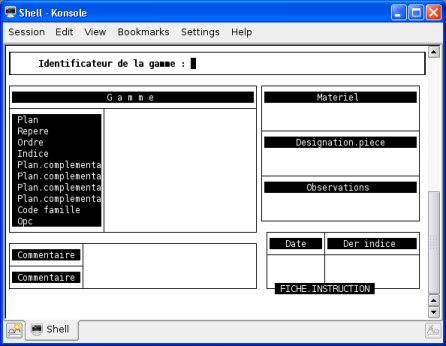 Shell - Konsole
Session Edit View Bookmarks Settings Help
Identificateur de la gamme :
G a m m e
Plan
Repere
Ordre
Indice
Plan.complementa
Plan.complementa
Plan.complementa
Plan.complementa
Code famille
Opc
Materiel
Designation.piece
Observations
Commentaire
Commentaire
Date Der indice
FICHE.INSTRUCTION
Shell